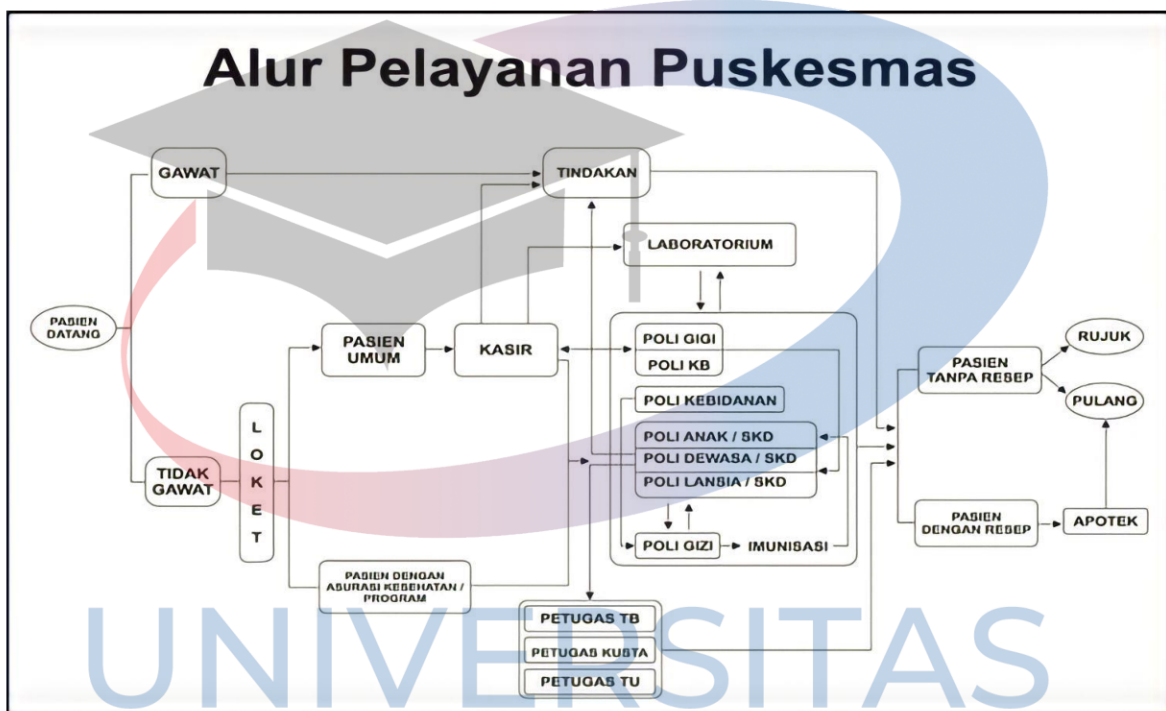 Alur Pelayanan Puskesmas
GAWAT
TINDAKAN
LABORATORIUM
PASIEN
DATANG
PASIEN
UMUM
KASIR
POLI GIGI
POLI KB
POLI KEBIDANAN
POLI ANAK / SKD
POLI DEWASA / SKD
POLI LANSIA / SKD
POLI GIZI
IMUNISASI
RUJUK
PASIEN
TANPA RESEP
PULANG
L
O
K
E
T
TIDAK
GAWAT
PASIEN
DENGAN RESEP
APOTEK
PASIEN DENGAN
ASURASI KESEHATAN /
PROGRAM
PETUGAS TB
PETUGAS KUSTA
PETUGAS TU
UNIVERSITAS